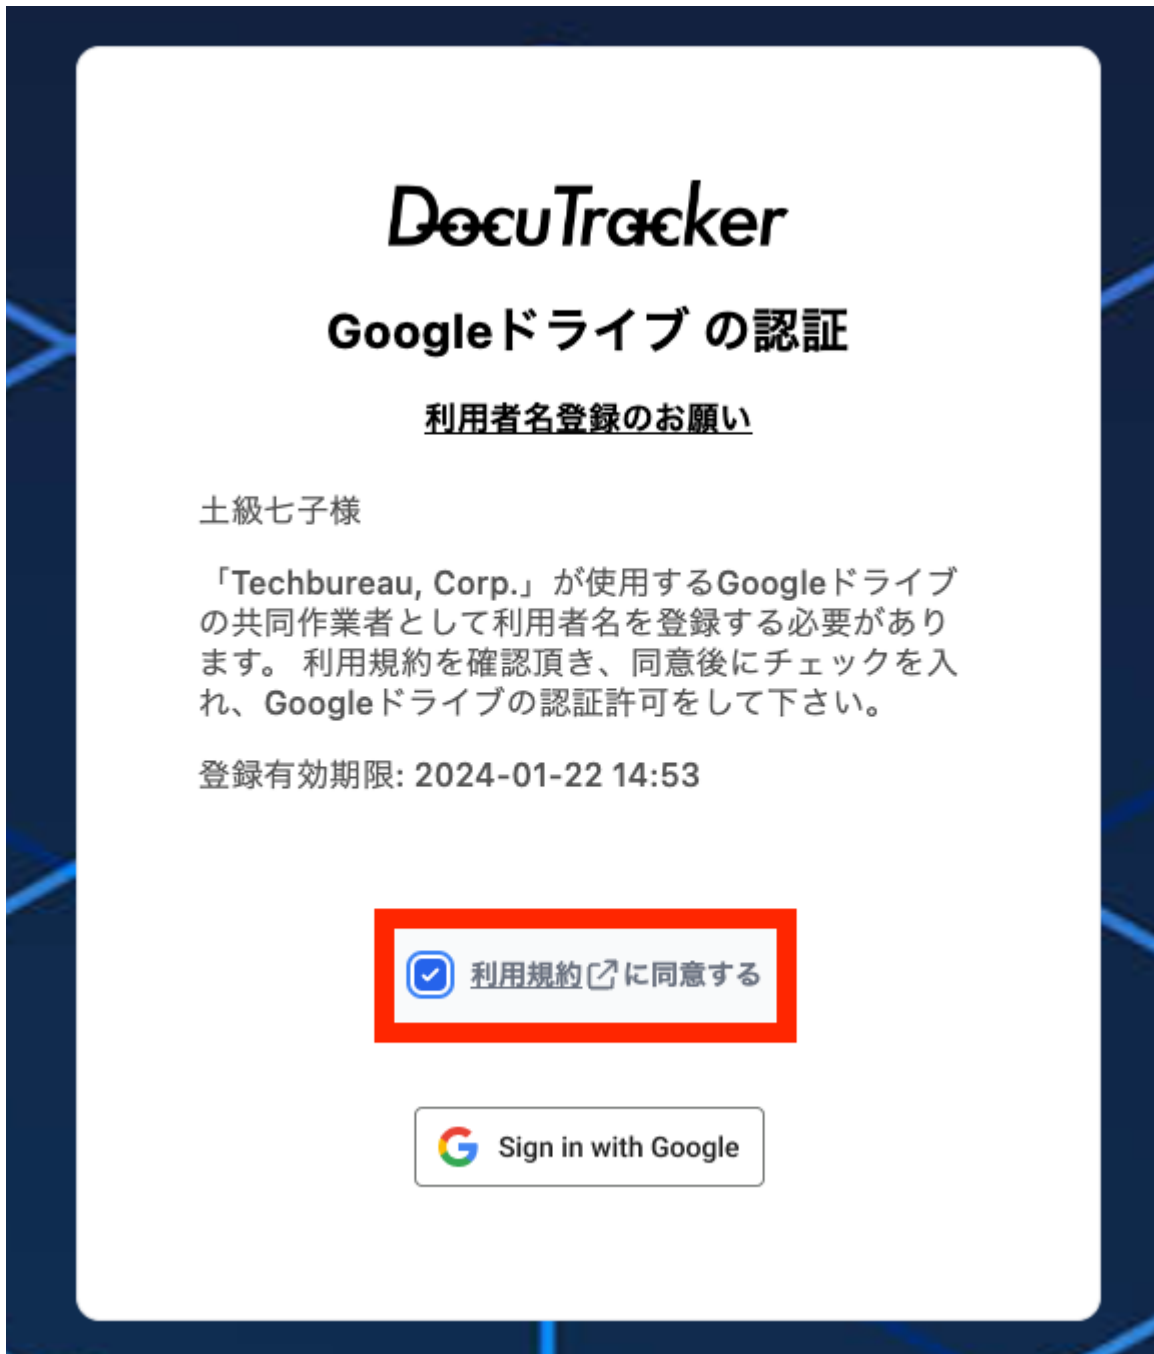 DocuTracker
Googleドライブ の認証
利用者名登録のお願い
土級七子様
「Techbureau, Corp.」が使用するGoogleドライブ
の共同作業者として利用者名を登録する必要があり
ます。 利用規約を確認頂き、同意後にチェックを入
れ、Googleドライブの認証許可をして下さい。
登録有効期限: 2024-01-22 14:53
利用規約に同意する
Sign in with Google